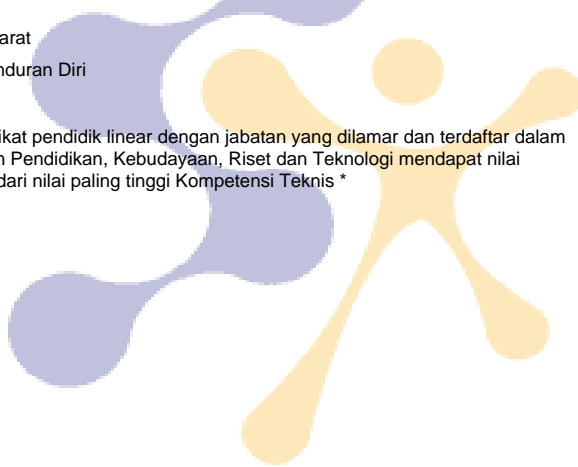 arat
nduran Diri
ikat pendidik linear dengan jabatan yang dilamar dan terdaftar dalam
n Pendidikan, Kebudayaan, Riset dan Teknologi mendapat nilai
dari nilai paling tinggi Kompetensi Teknis *